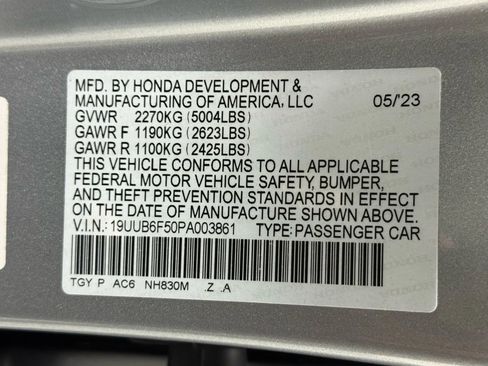 MFD. BY HONDA DEVELOPMENT &
MANUFACTURING OF AMERICA, LLC 05/'23
GVWR 2270KG (5004LBS)
GAWR F 1190KG (2623LBS)
GAWR R 1100KG (2425LBS)
THIS VEHICLE CONFORMS TO ALL APPLICABLE
FEDERAL MOTOR VEHICLE SAFETY, BUMPER,
AND THEFT PREVENTION STANDARDS IN EFFECT
ON THE DATE OF MANUFACTURE SHOWN ABOVE.
V.I.N.: 19UUB6F50PA003861 TYPE: PASSENGER CAR
TGY P AC6 NH830M .Z .A